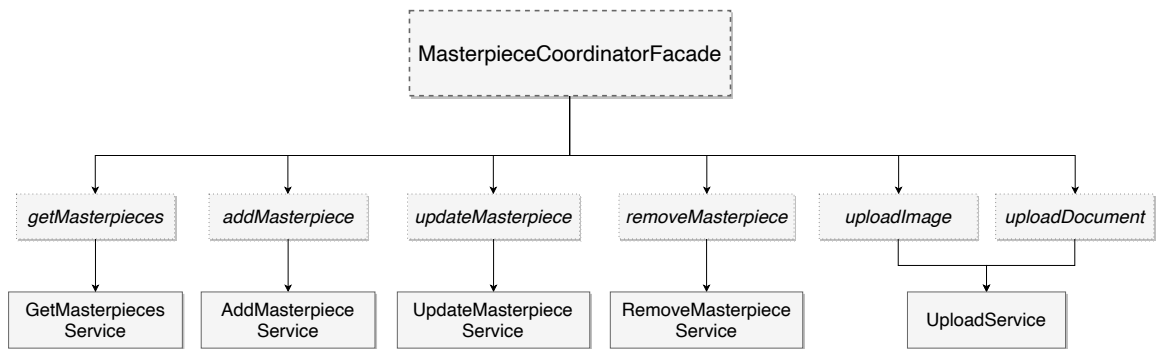 MasterpieceCoordinatorFacade
getMasterpieces
addMasterpiece
updateMasterpiece
removeMasterpiece
uploadImage
uploadDocument
GetMasterpieces
Service
AddMasterpiece
Service
UpdateMasterpiece
Service
RemoveMasterpiece
Service
UploadService